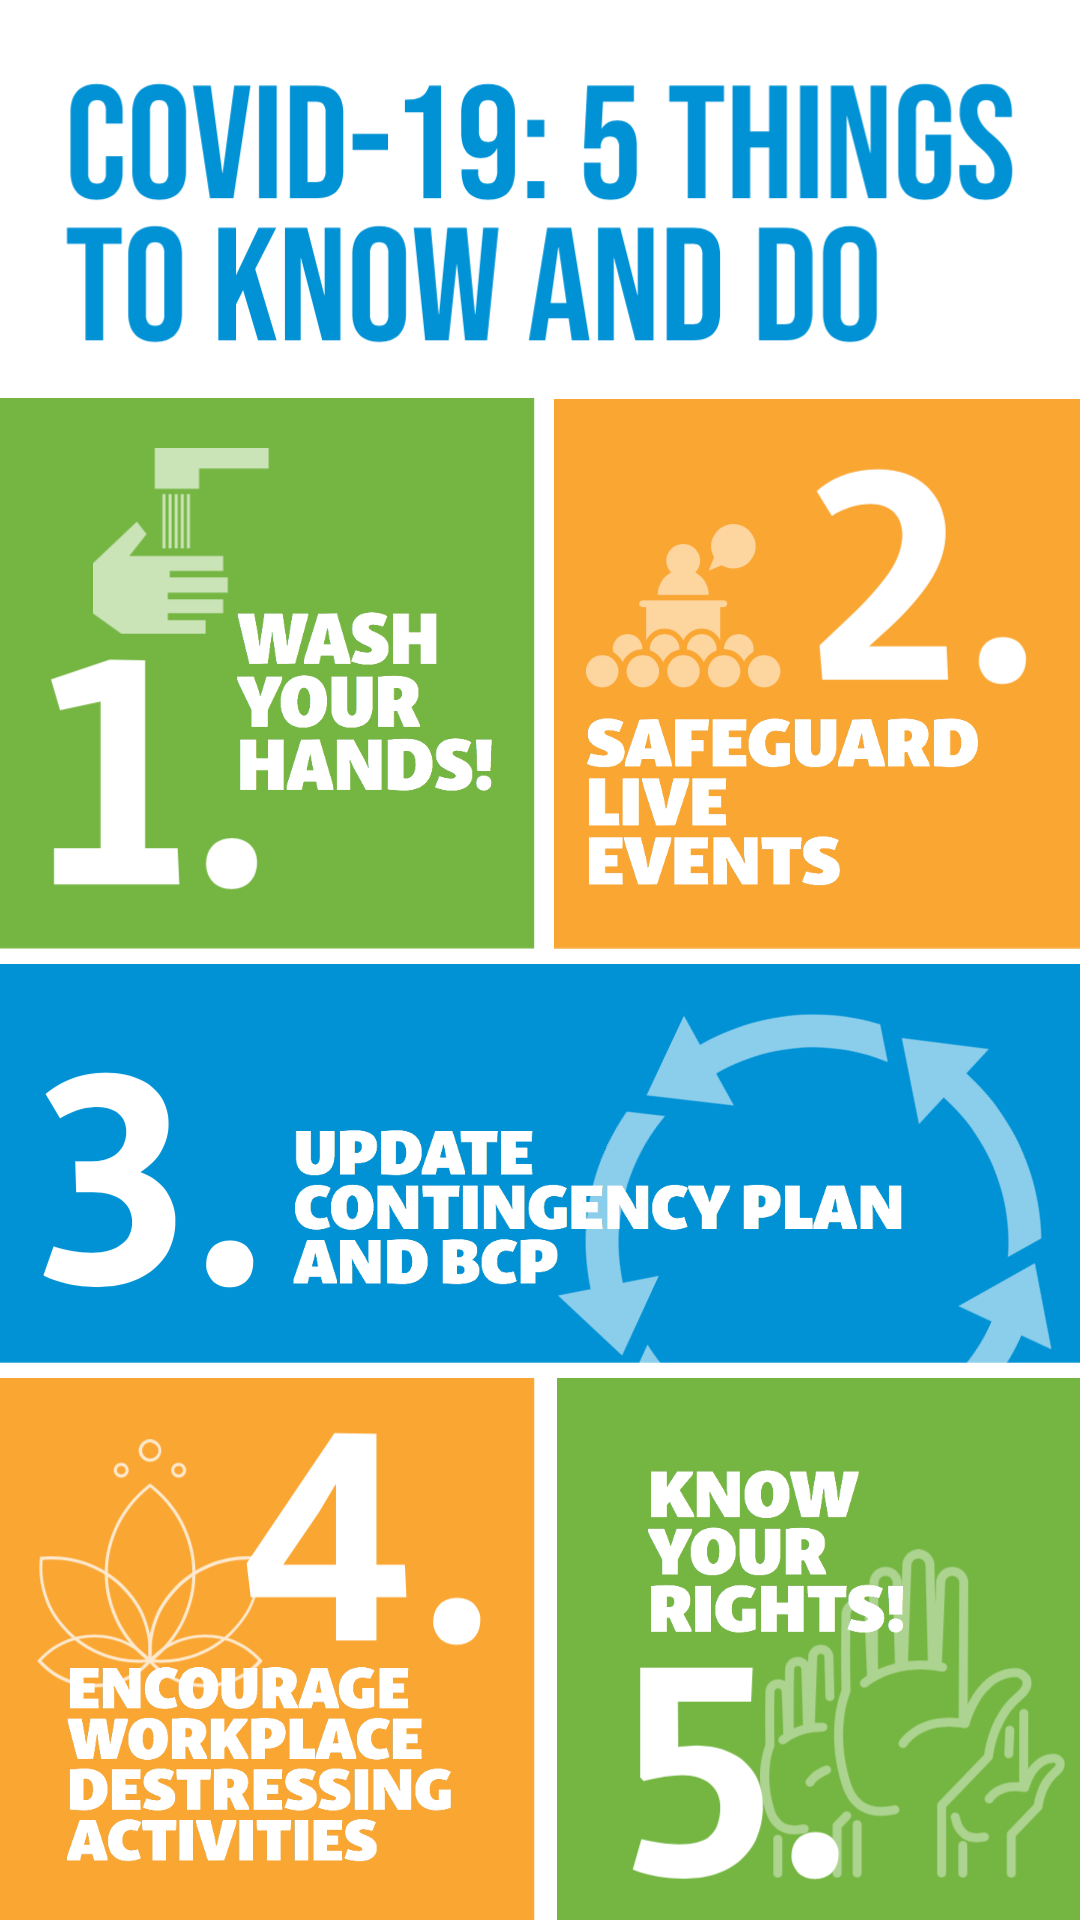 COVID-19: 5 THINGS
TO KNOW AND DO
1.
WASH
YOUR
HANDS!
2.
SAFEGUARD
LIVE
EVENTS
3.
UPDATE
CONTINGENCY PLAN
AND BCP
4.
ENCOURAGE
WORKPLACE
DESTRESSING
ACTIVITIES
KNOW
YOUR
RIGHTS!
5.